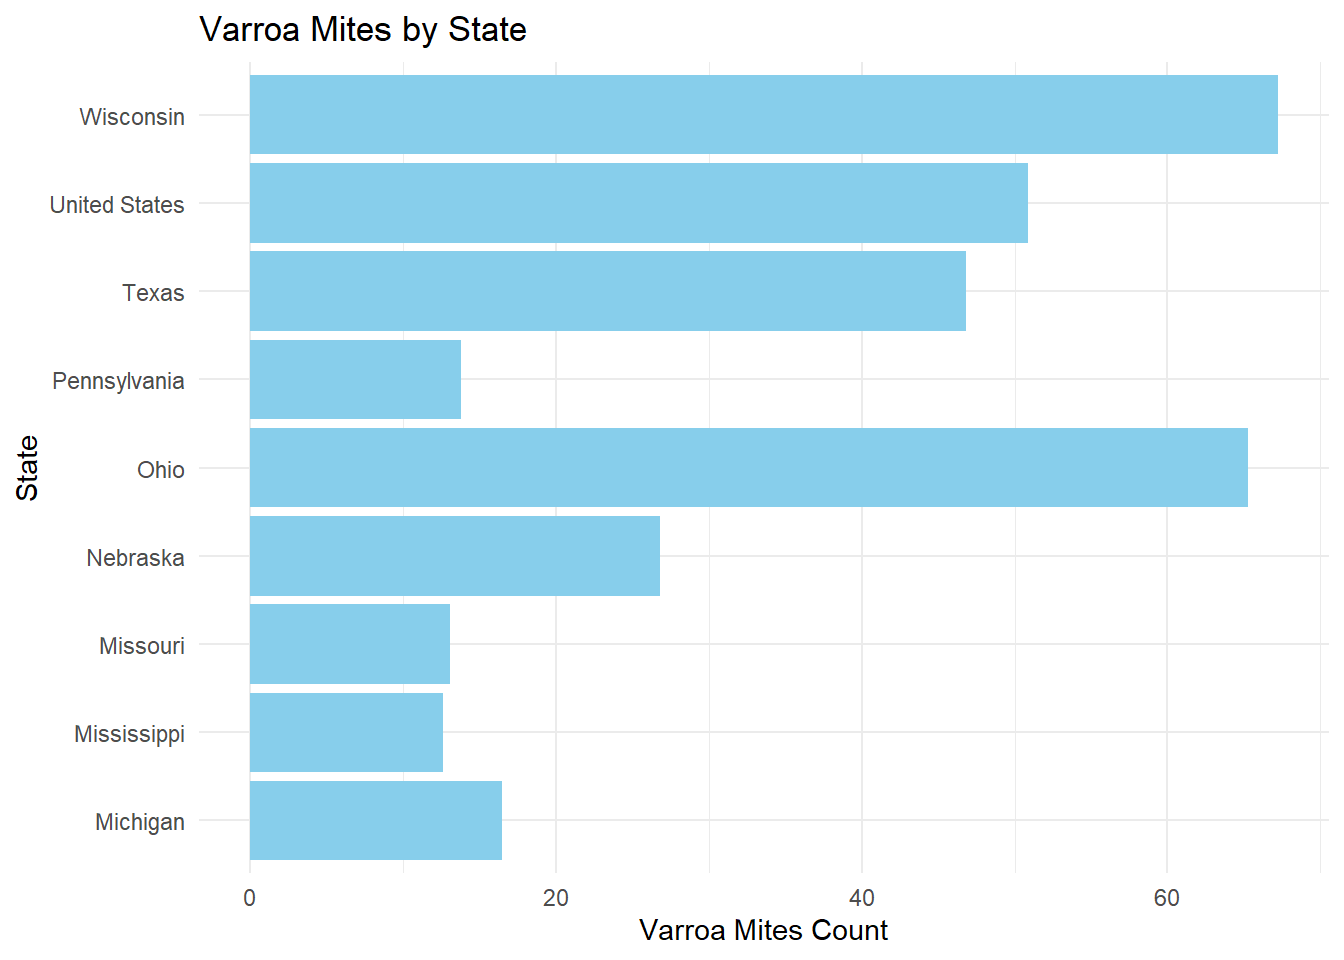 Varroa Mites by State
Wisconsin
United States
Texas
Pennsylvania
Ohio
Nebraska
Missouri
Mississippi
Michigan
State
0 20 40 60
Varroa Mites Count